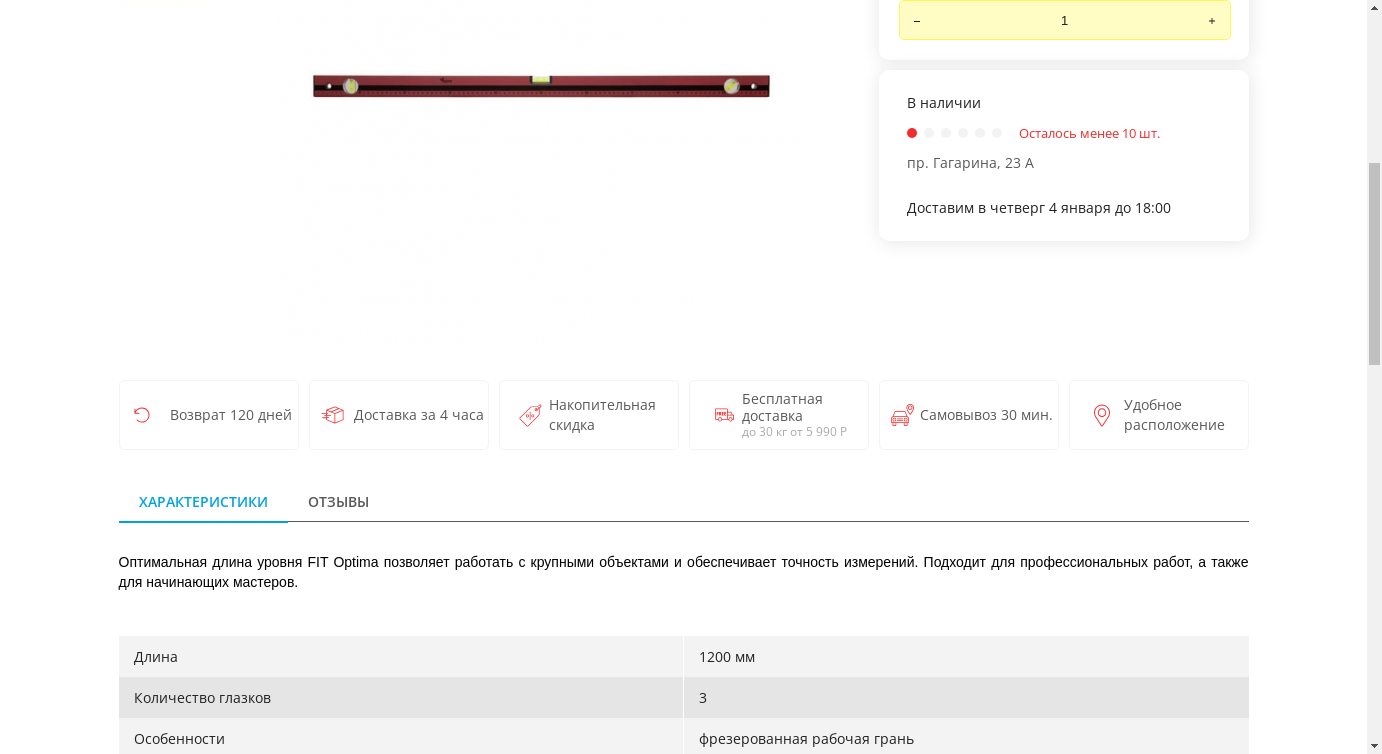 −
1
+
В наличии
Осталось менее 10 шт.
пр. Гагарина, 23 А
Доставим в четверг 4 января до 18:00
Возврат 120 дней
Доставка за 4 часа
Накопительная
скидка
Бесплатная
доставка
до 30 кг от 5 990 Р
Самовывоз 30 мин.
Удобное
расположение
ХАРАКТЕРИСТИКИ
ОТЗЫВЫ
Оптимальная длина уровня FIT Optima позволяет работать с крупными объектами и обеспечивает точность измерений. Подходит для профессиональных работ, а также
для начинающих мастеров.
Длина
1200 мм
Количество глазков
3
Особенности
фрезерованная рабочая грань